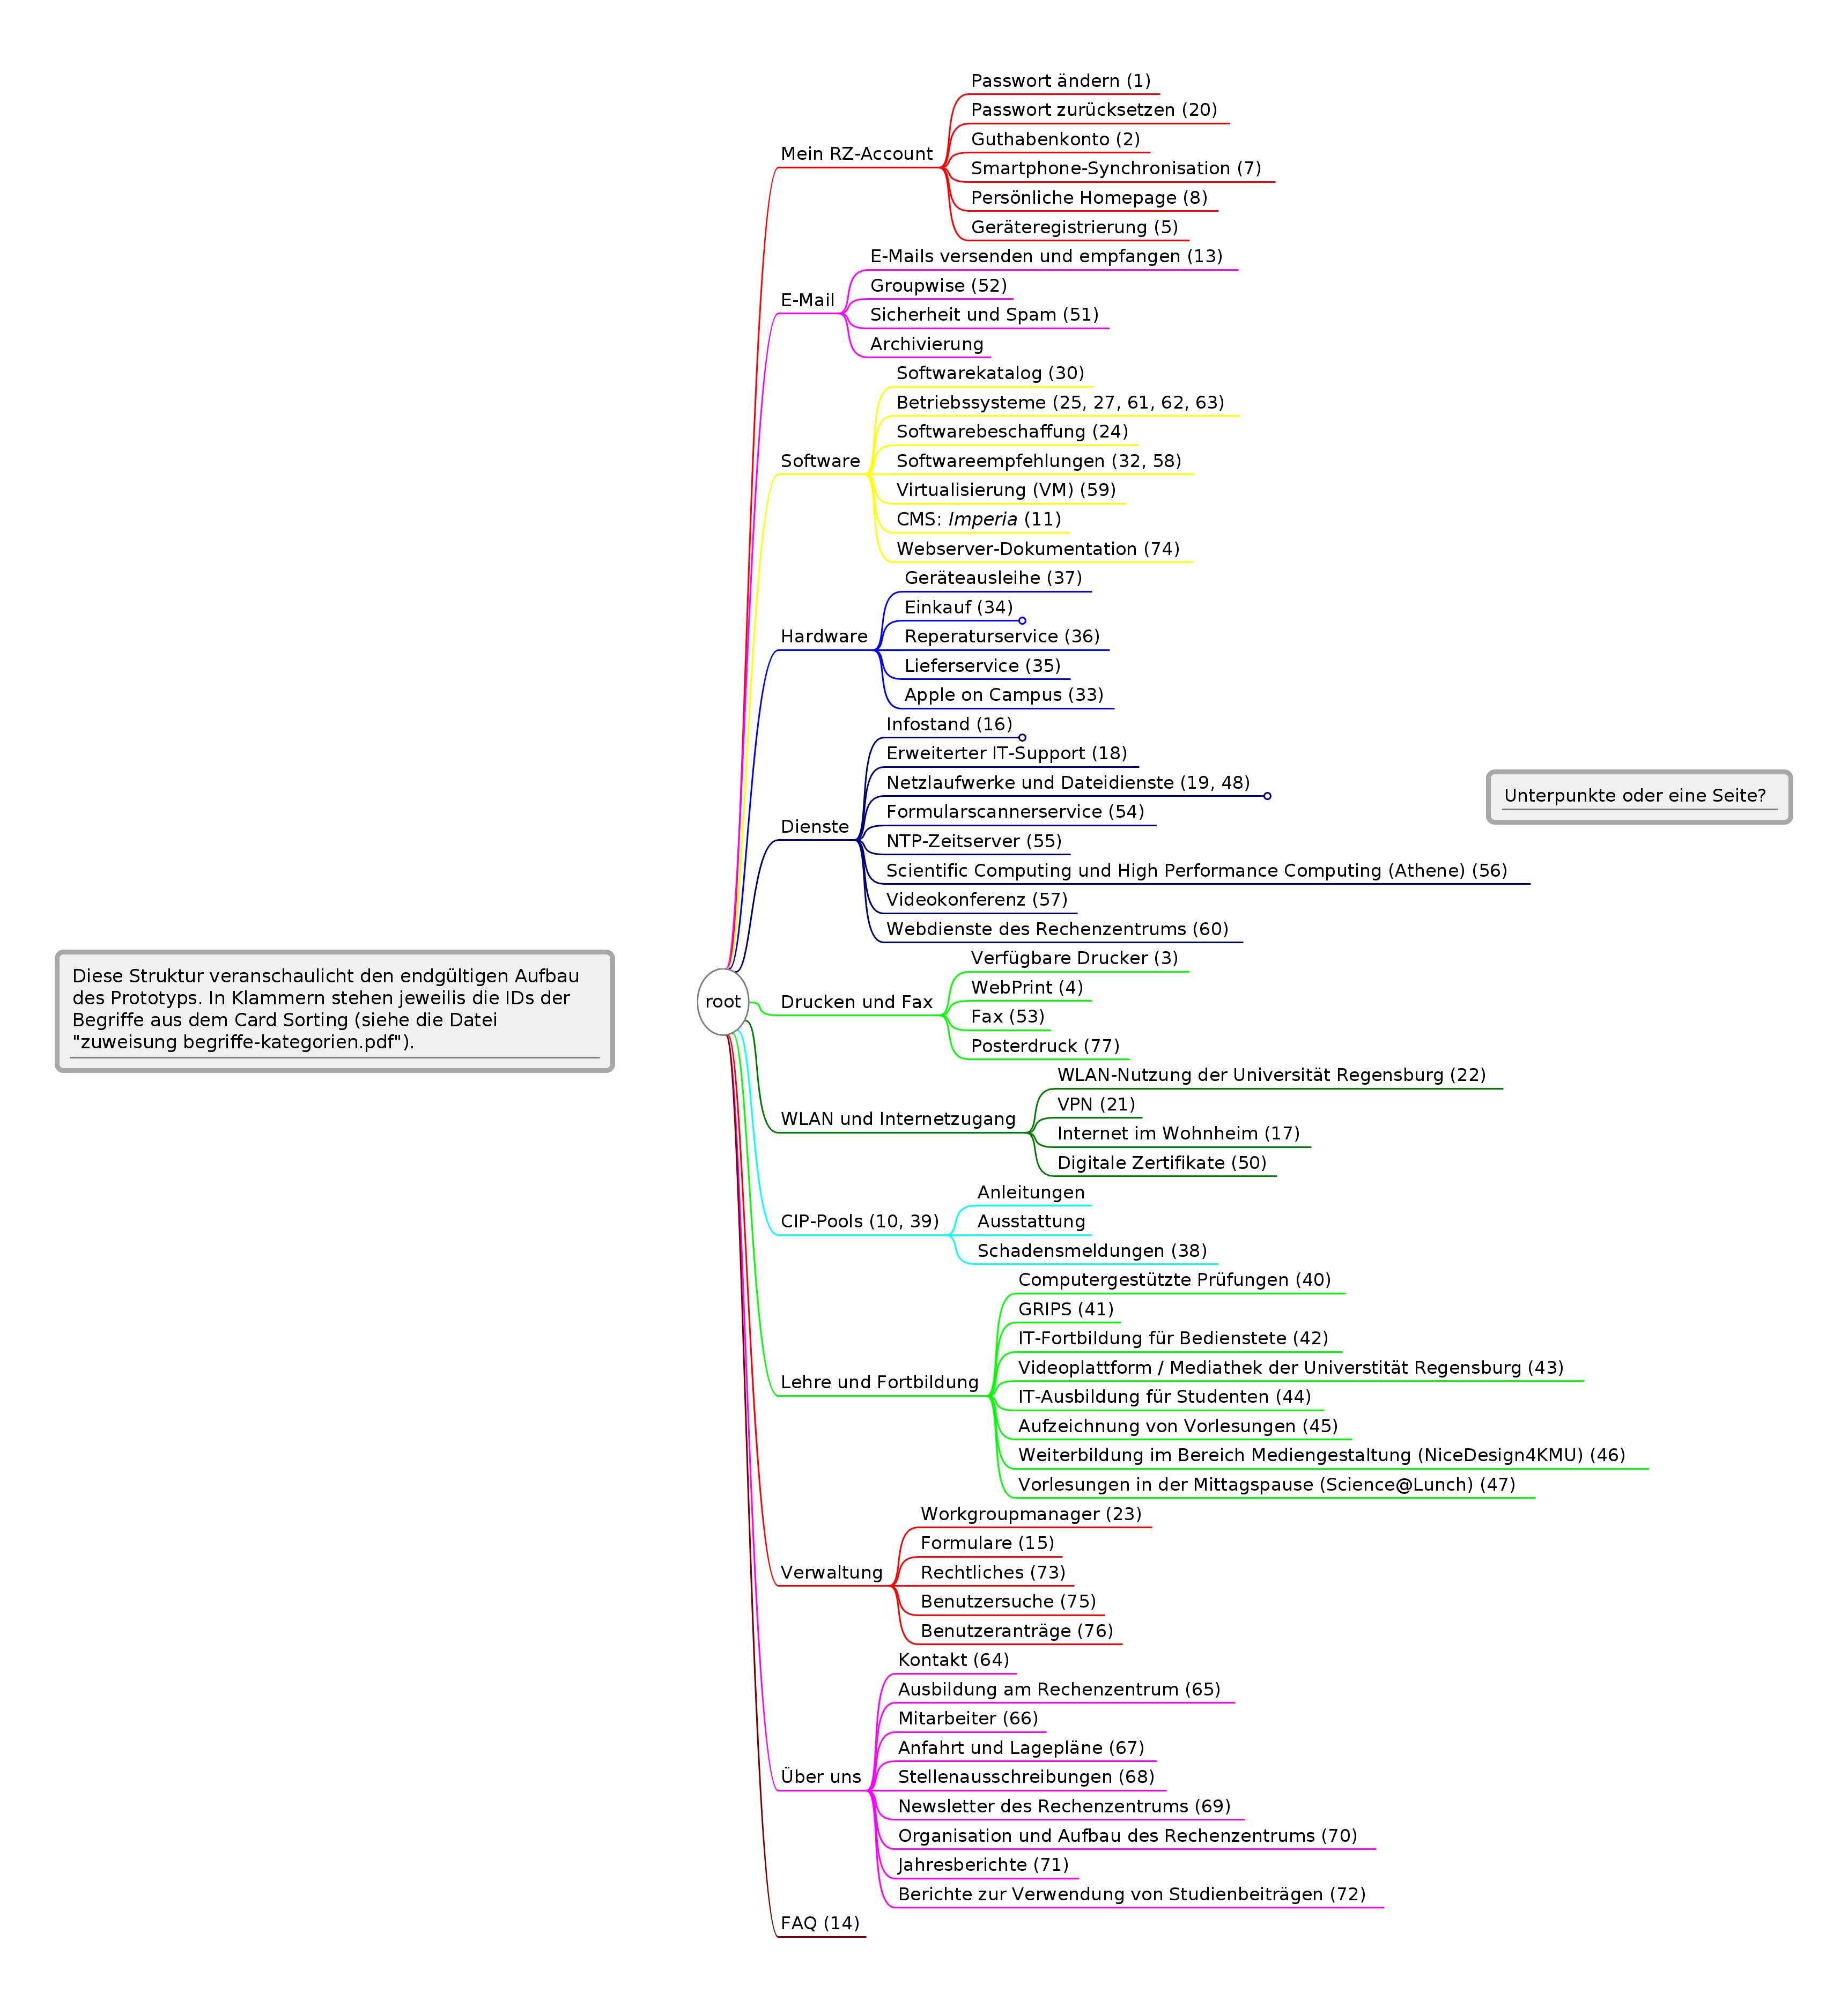 Passwort ändern (1)
Passwort zurücksetzen (20)
Guthabenkonto (2)
Mein RZ-Account
Smartphone-Synchronisation (7)
Persönliche Homepage (8)
Geräteregistrierung (5)
E-Mails versenden und empfangen (13)
Groupwise (52)
E-Mail
Sicherheit und Spam (51)
Archivierung
Softwarekatalog (30)
Betriebssysteme (25, 27, 61, 62, 63)
Softwarebeschaffung (24)
Software
Softwareempfehlungen (32, 58)
Virtualisierung (VM) (59)
CMS: Imperia (11)
Webserver-Dokumentation (74)
Geräteausleihe (37)
Einkauf (34)
Hardware
Reperaturservice (36)
Lieferservice (35)
Apple on Campus (33)
Infostand (16)
Erweiterter IT-Support (18)
Netzlaufwerke und Dateidienste (19, 48)
Unterpunkte oder eine Seite?
Formularscannerservice (54)
Dienste
NTP-Zeitserver (55)
Scientific Computing und High Performance Computing (Athene) (56)
Videokonferenz (57)
Webdienste des Rechenzentrums (60)
Diese Struktur veranschaulicht den endgültigen Aufbau
des Prototyps. In Klammern stehen jeweilis die IDs der
Begriffe aus dem Card Sorting (siehe die Datei
"zuweisung begriffe-kategorien.pdf").
root
Verfügbare Drucker (3)
WebPrint (4)
Drucken und Fax
Fax (53)
Posterdruck (77)
WLAN-Nutzung der Universität Regensburg (22)
VPN (21)
WLAN und Internetzugang
Internet im Wohnheim (17)
Digitale Zertifikate (50)
Anleitungen
CIP-Pools (10, 39)
Ausstattung
Schadensmeldungen (38)
Computergestützte Prüfungen (40)
GRIPS (41)
IT-Fortbildung für Bedienstete (42)
Videoplattform / Mediathek der Universtität Regensburg (43)
Lehre und Fortbildung
IT-Ausbildung für Studenten (44)
Aufzeichnung von Vorlesungen (45)
Weiterbildung im Bereich Mediengestaltung (NiceDesign4KMU) (46)
Vorlesungen in der Mittagspause (Science@Lunch) (47)
Workgroupmanager (23)
Formulare (15)
Verwaltung
Rechtliches (73)
Benutzersuche (75)
Benutzeranträge (76)
Kontakt (64)
Ausbildung am Rechenzentrum (65)
Mitarbeiter (66)
Anfahrt und Lagepläne (67)
Über uns
Stellenausschreibungen (68)
Newsletter des Rechenzentrums (69)
Organisation und Aufbau des Rechenzentrums (70)
Jahresberichte (71)
Berichte zur Verwendung von Studienbeiträgen (72)
FAQ (14)